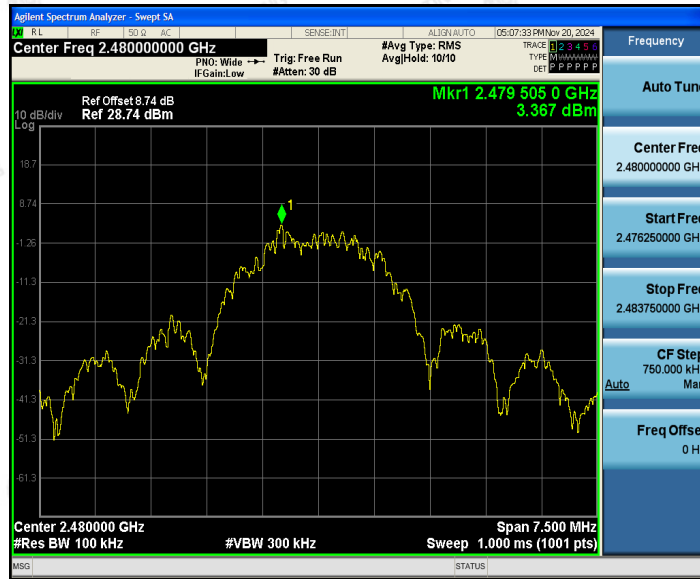 Agilent Spectrum Analyzer - Swept SA
RL RF 50 Ω AC SENSE:INT ALIGN AUTO 05:07:33 PM Nov 20, 2024
Center Freq 2.480000000 GHz
PNO: Wide
IFGain:Low
Trig: Free Run
#Atten: 30 dB
#Avg Type: RMS
Avg|Hold: 10/10
TRACE 1 2 3 4 5 6
TYPE M
DET P P P P P P
Ref Offset 8.74 dB
Ref 28.74 dBm
10 dB/div
Log
Mkr1 2.479 505 0 GHz
3.367 dBm
18.7
8.74
-1.26
-11.3
-21.3
-31.3
-41.3
-51.3
-61.3
1
Center 2.480000 GHz
Span 7.500 MHz
#Res BW 100 kHz
#VBW 300 kHz
Sweep 1.000 ms (1001 pts)
MSG
STATUS
Frequency
Auto Tun
Center Fre
2.480000000 GH
Start Fre
2.476250000 GH
Stop Fre
2.483750000 GH
CF Step
750.000 kH
Auto Ma
Freq Offse
0 H